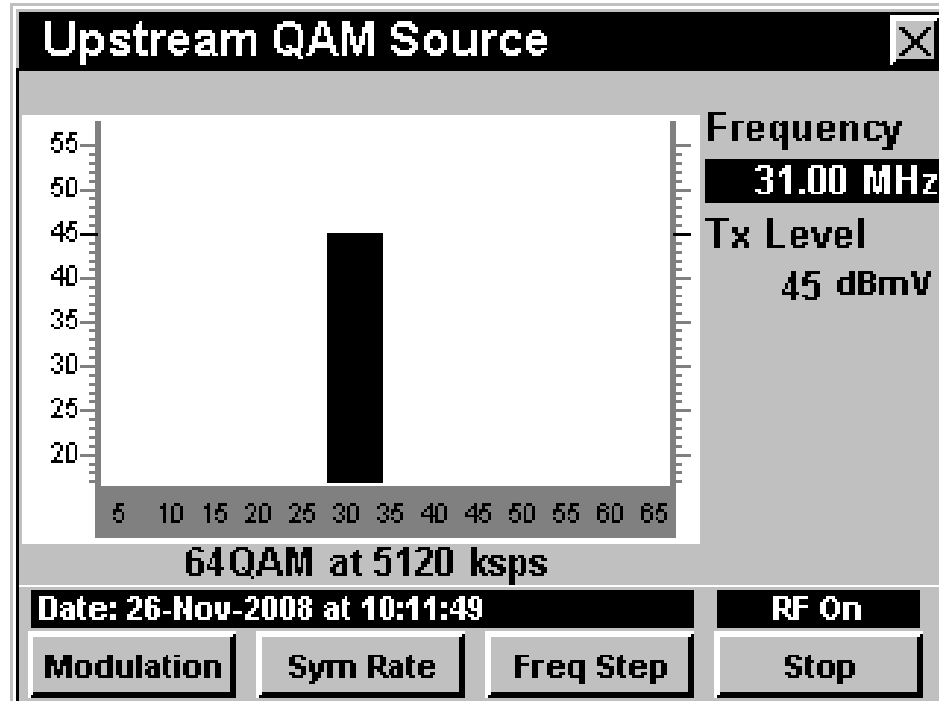 Upstream QAM Source
Frequency
31.00 MHz
Tx Level
45 dBmV
55
50
45
40
35
30
25
20
5 10 15 20 25 30 35 40 45 50 55 60 65
64QAM at 5120 ksps
Date: 26-Nov-2008 at 10:11:49
RF On
Modulation
Sym Rate
Freq Step
Stop